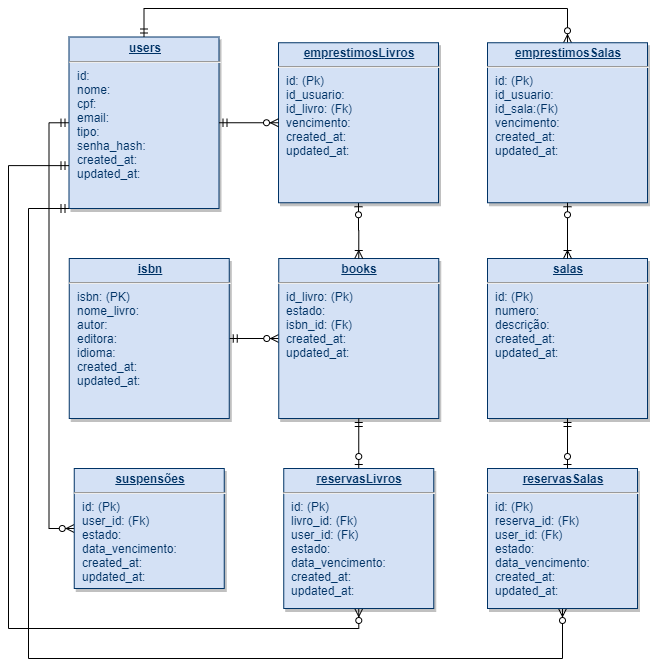 users
id:
nome:
cpf:
email:
tipo:
senha_hash:
created_at:
updated_at:
emprestimosLivros
id: (Pk)
id_usuario:
id_livro: (Fk)
vencimento:
created_at:
updated_at:
emprestimosSalas
id: (Pk)
id_usuario:
id_sala:(Fk)
vencimento:
created_at:
updated_at:
isbn
isbn: (PK)
nome_livro:
autor:
editora:
idioma:
created_at:
updated_at:
books
id_livro: (Pk)
estado:
isbn_id: (Fk)
created_at:
updated_at:
salas
id: (Pk)
numero:
descrição:
created_at:
updated_at:
suspensões
id: (Pk)
user_id: (Fk)
estado:
data_vencimento:
created_at:
updated_at:
reservasLivros
id: (Pk)
livro_id: (Fk)
user_id: (Fk)
estado:
data_vencimento:
created_at:
updated_at:
reservasSalas
id: (Pk)
reserva_id: (Fk)
user_id: (Fk)
estado:
data_vencimento:
created_at:
updated_at: